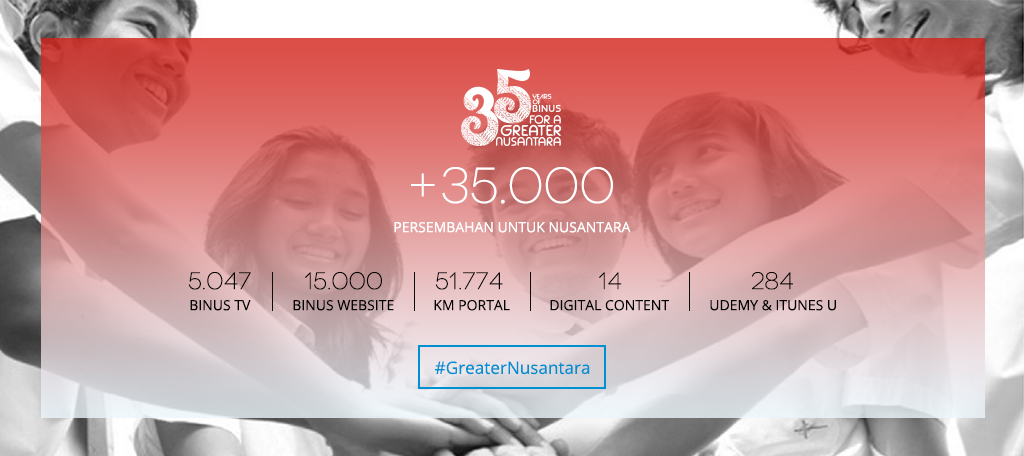 35
YEARS
OF
BINUS
FOR A
GREATER
NUSANTARA
+35.000
PERSEMBAHAN UNTUK NUSANTARA
5.047
BINUS TV
15.000
BINUS WEBSITE
51.774
KM PORTAL
14
DIGITAL CONTENT
284
UDEMY & ITUNES U
#GreaterNusantara